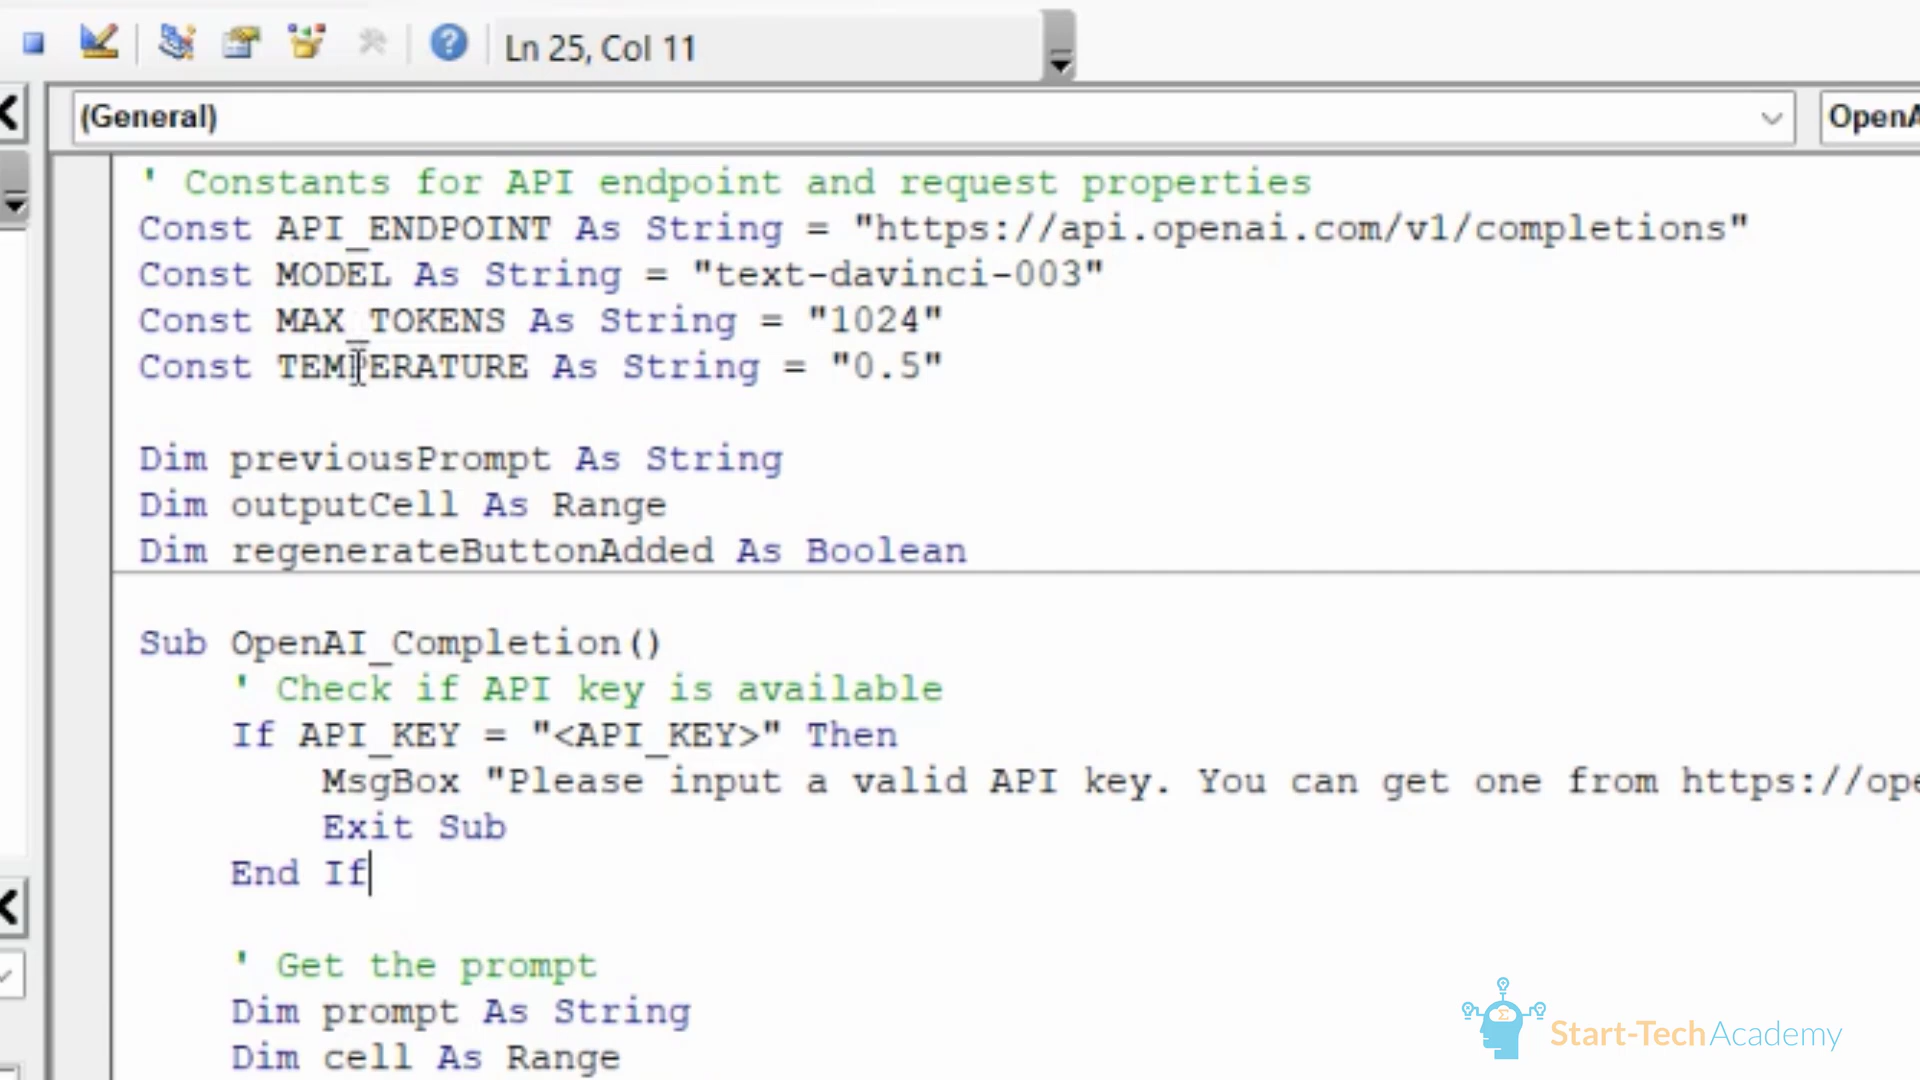 Ln 25, Col 11
(General)
OpenA
' Constants for API endpoint and request properties
Const API_ENDPOINT As String = "https://api.openai.com/v1/completions"
Const MODEL As String = "text-davinci-003"
Const MAX_TOKENS As String = "1024"
Const TEMPERATURE As String = "0.5"
Dim previousPrompt As String
Dim outputCell As Range
Dim regenerateButtonAdded As Boolean
Sub OpenAI_Completion()
' Check if API key is available
If API_KEY = "<API_KEY>" Then
MsgBox "Please input a valid API key. You can get one from https://ope
Exit Sub
End If
' Get the prompt
Dim prompt As String
Dim cell As Range
Start-Tech Academy